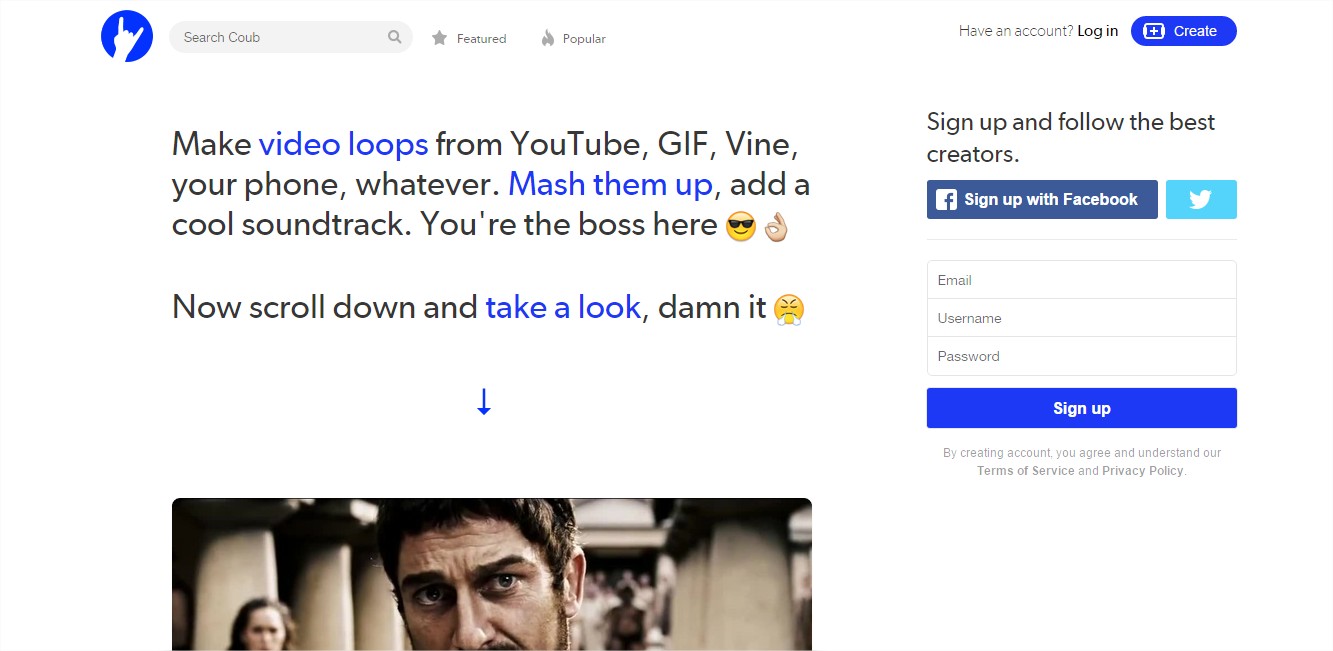 Search Coub
Featured
Popular
Have an account? Log in
Create
Make video loops from YouTube, GIF, Vine,
your phone, whatever. Mash them up, add a
cool soundtrack. You're the boss here 😎👌🏼
Now scroll down and take a look, damn it 😤
↓
Sign up and follow the best
creators.
Sign up with Facebook
Email
Username
Password
Sign up
By creating account, you agree and understand our
Terms of Service and Privacy Policy.